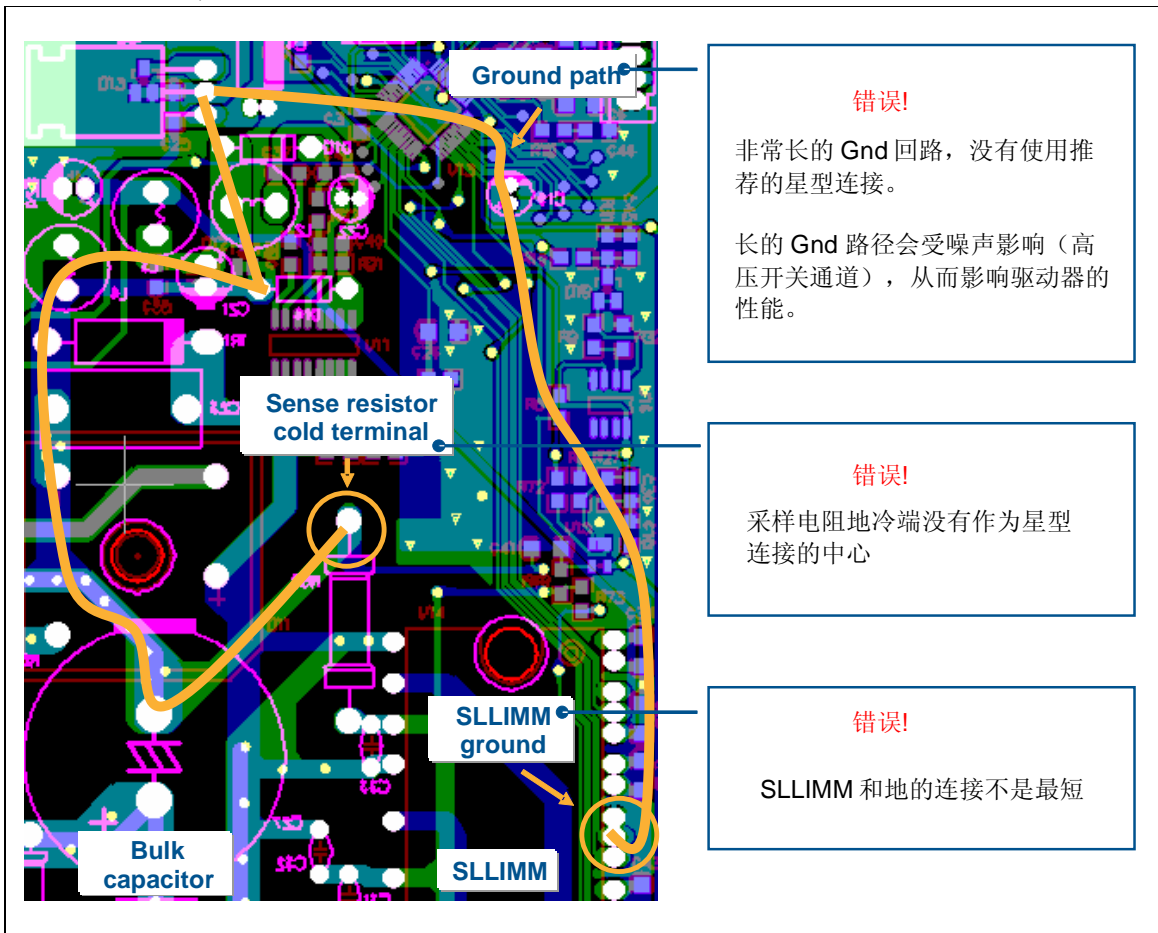 Ground path
错误!
非常长的 Gnd 回路，没有使用推
荐的星型连接。
长的 Gnd 路径会受噪声影响（高
压开关通道），从而影响驱动器的
性能。
Sense resistor
cold terminal
错误!
采样电阻地冷端没有作为星型
连接的中心
SLLIMM
ground
错误!
SLLIMM 和地的连接不是最短
Bulk
capacitor
SLLIMM